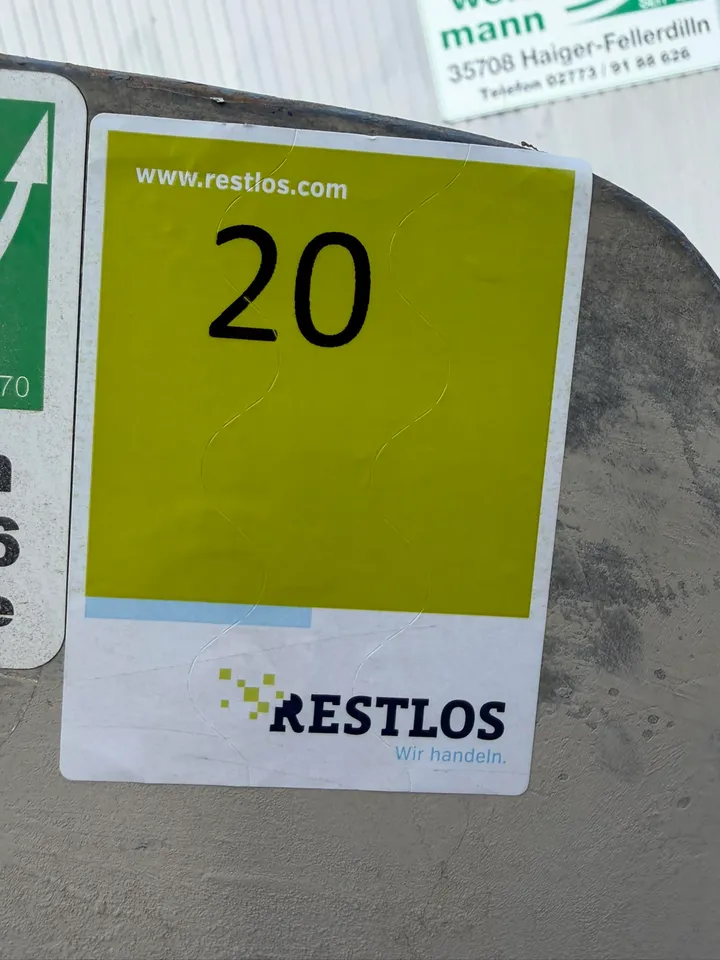 mann
35708 Haiger-Fellerdilln
Telefon 02773 / 91 88 626
www.restlos.com
20
70
RESTLOS
Wir handeln.